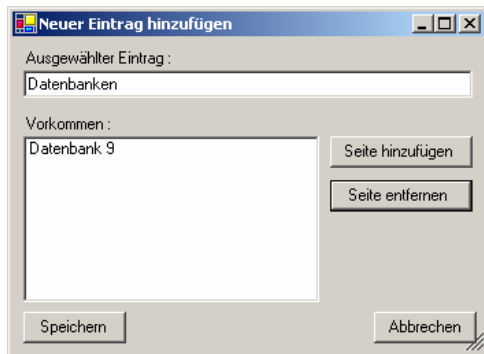 Neuer Eintrag hinzufügen
Ausgewählter Eintrag :
Datenbanken
Vorkommen :
Datenbank 9
Seite hinzufügen
Seite entfernen
Speichern
Abbrechen